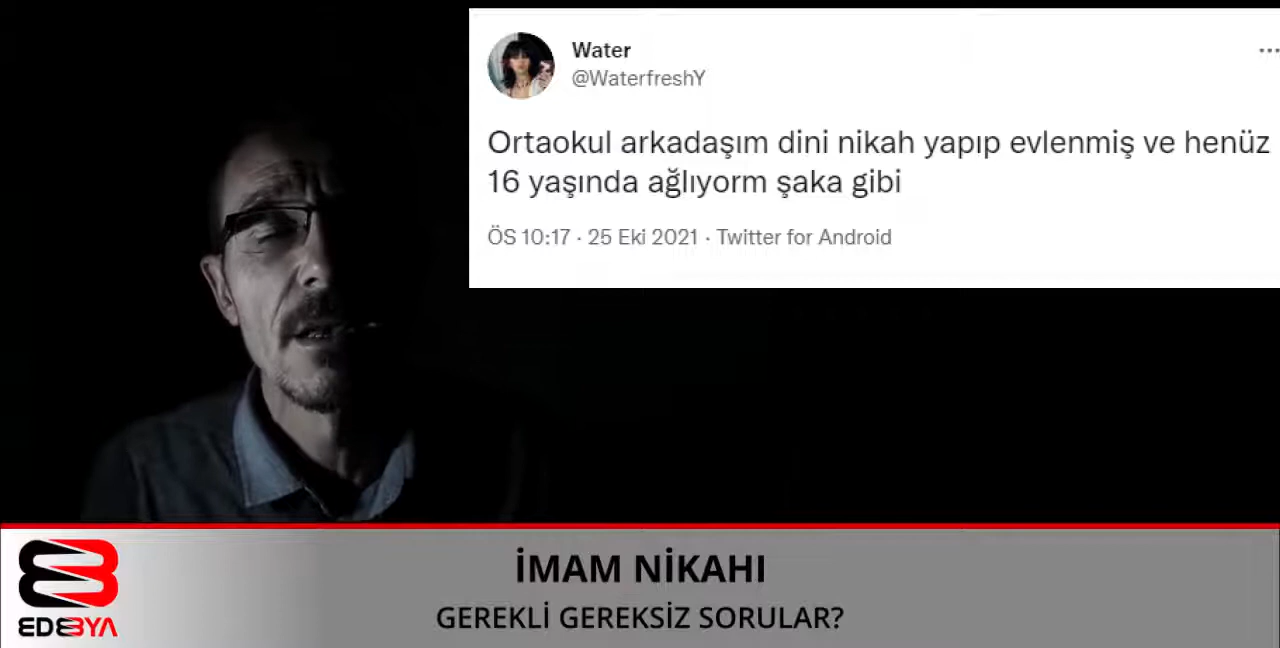 Water
@WaterfreshY
Ortaokul arkadaşım dini nikah yapıp evlenmiş ve henüz
16 yaşında ağlıyorm şaka gibi
ÖS 10:17 · 25 Eki 2021 · Twitter for Android
İMAM NİKAHI
GEREKLİ GEREKSİZ SORULAR?
EDEBYA